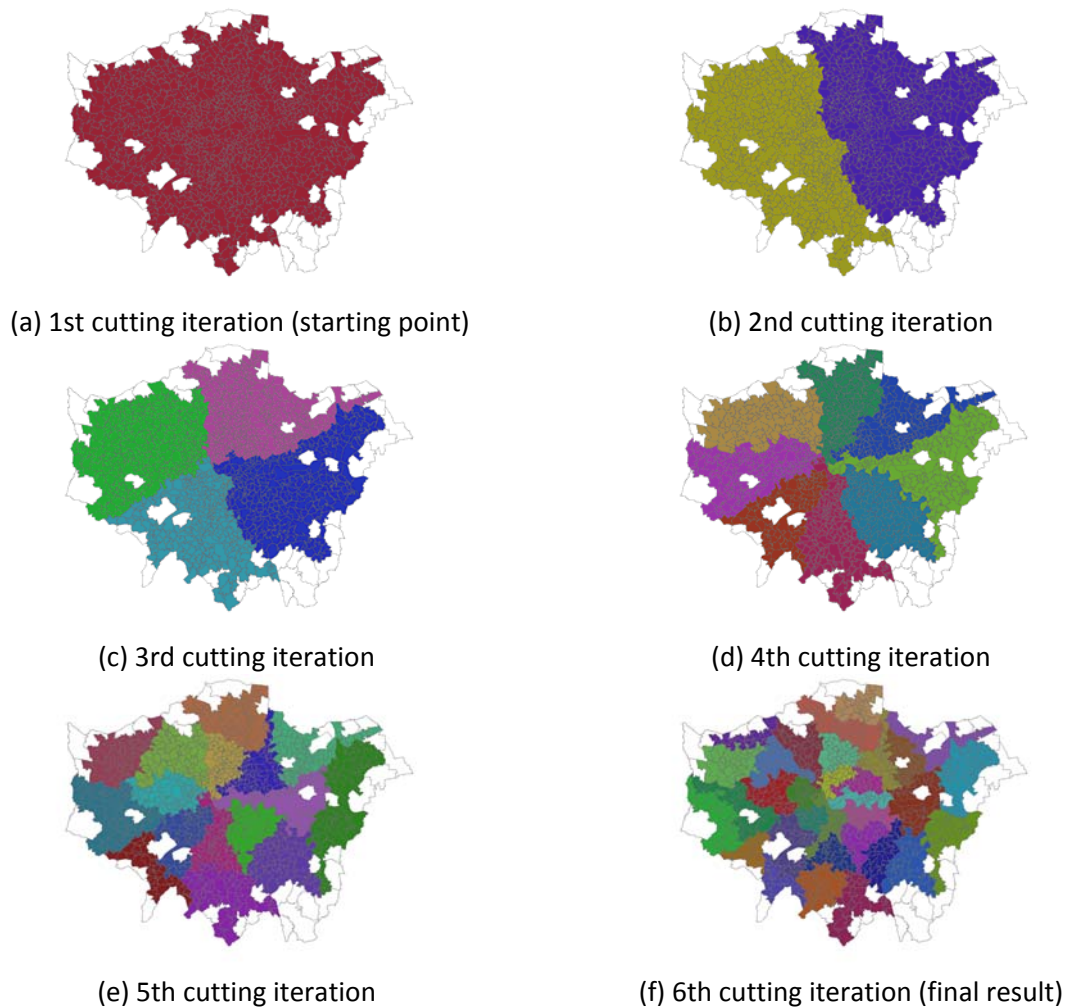 (a) 1st cutting iteration (starting point)
(b) 2nd cutting iteration
(c) 3rd cutting iteration
(d) 4th cutting iteration
(e) 5th cutting iteration
(f) 6th cutting iteration (final result)